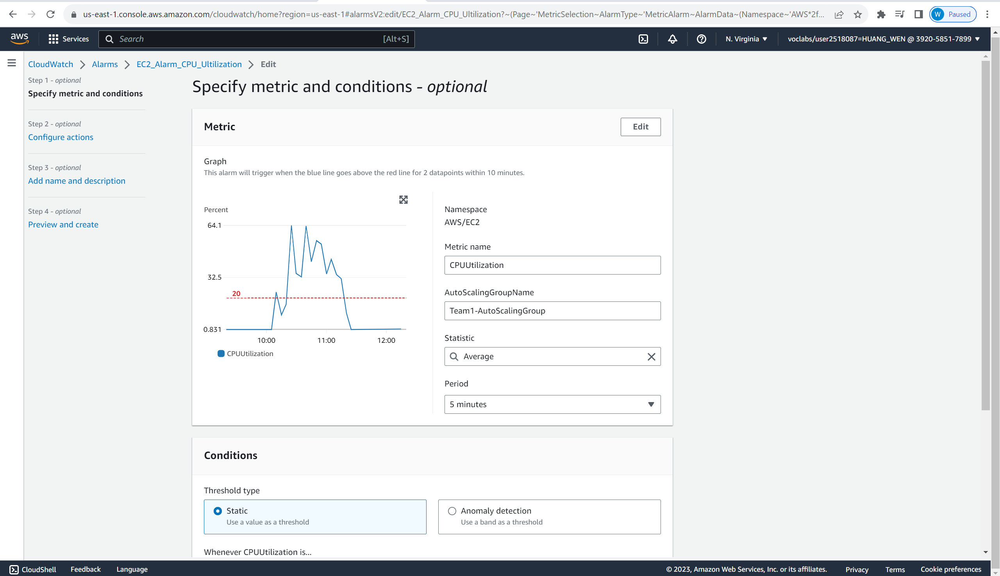 us-east-1.console.aws.amazon.com/cloudwatch/home?region=us-east-1#alarmsV2:edit/EC2_Alarm_CPU_Ultilization?~(Page~'MetricSelection~AlarmType~'MetricAlarm~AlarmData~(Namespace~'AWS*2f...
W Paused
aws Services Search [Alt+S] N. Virginia voclabs/user2518087=HUANG_WEN @ 3920-5851-7899
CloudWatch Alarms EC2_Alarm_CPU_Ultilization Edit
Step 1 - optional
Specify metric and conditions
Step 2 - optional
Configure actions
Step 3 - optional
Add name and description
Step 4 - optional
Preview and create
Specify metric and conditions - optional
Metric
Edit
Graph
This alarm will trigger when the blue line goes above the red line for 2 datapoints within 10 minutes.
Percent
64.1
32.5
20
0.831
10:00 11:00 12:00
CPUUtilization
Namespace
AWS/EC2
Metric name
CPUUtilization
AutoScalingGroupName
Team1-AutoScalingGroup
Statistic
Average
Period
5 minutes
Conditions
Threshold type
Static
Use a value as a threshold
Anomaly detection
Use a band as a threshold
Whenever CPUUtilization is...
CloudShell Feedback Language © 2023, Amazon Web Services, Inc. or its affiliates. Privacy Terms Cookie preferences